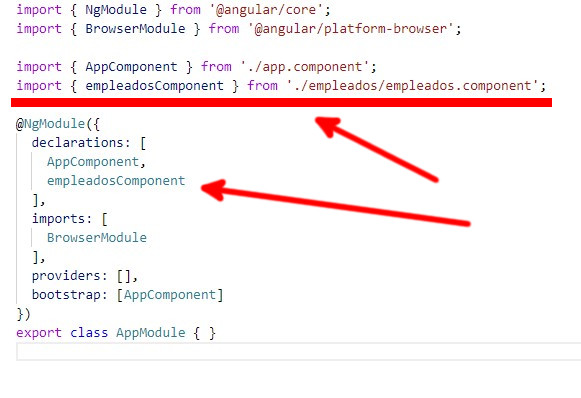 import { NgModule } from '@angular/core';
import { BrowserModule } from '@angular/platform-browser';
import { AppComponent } from './app.component';
import { empleadosComponent } from './empleados/empleados.component';
@NgModule({
declarations: [
AppComponent,
empleadosComponent
],
imports: [
BrowserModule
],
providers: [],
bootstrap: [AppComponent]
})
export class AppModule { }